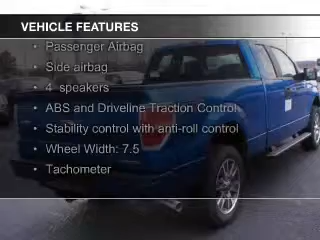 VEHICLE FEATURES
• Passenger Airbag
• Side airbag
• 4  speakers
• ABS and Driveline Traction Control
• Stability control with anti-roll control
• Wheel Width: 7.5
• Tachometer